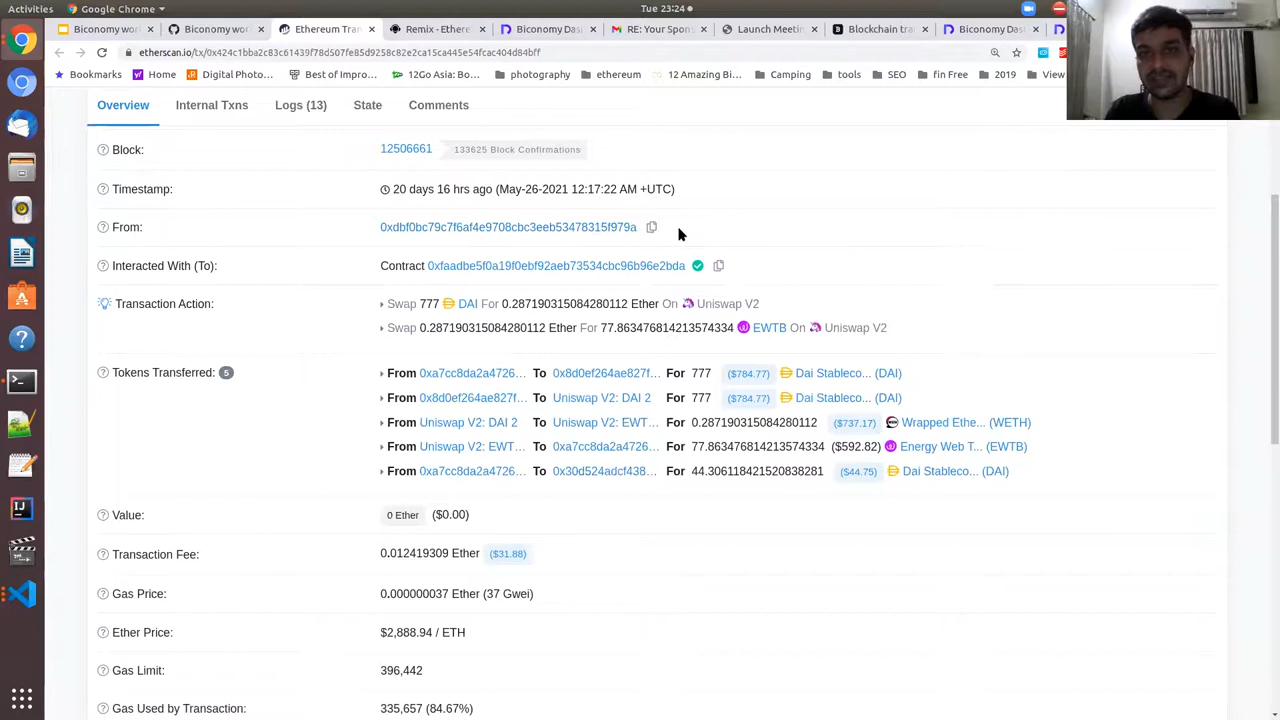 Activities
Google Chrome
Tue 23:24
Biconomy wor
Biconomy work
Ethereum Tran
Remix - Ethere
Biconomy Dash
RE: Your Spons
Launch Meetin
Blockchain tra
Biconomy Dash
etherscan.io/tx/0x424c1bba2c83c61439f78d507fe85d9258c82e2ca15ca445e54fcac404d84bff
Bookmarks
Home
Digital Photo...
Best of Impro...
12Go Asia: Bo...
photography
ethereum
12 Amazing Bi...
Camping
tools
SEO
fin Free
2019
View
Overview
Internal Txns
Logs (13)
State
Comments
Block:
12506661
133625 Block Confirmations
Timestamp:
20 days 16 hrs ago (May-26-2021 12:17:22 AM +UTC)
From:
0xdbf0bc79c7f6af4e9708cbc3eeb53478315f979a
Interacted With (To):
Contract 0xfaadbe5f0a19f0ebf92aeb73534cbc96b96e2bda
Transaction Action:
Swap 777 DAI For 0.287190315084280112 Ether On Uniswap V2
Swap 0.287190315084280112 Ether For 77.863476814213574334 EWTB On Uniswap V2
Tokens Transferred: 5
From 0xa7cc8da2a4726... To 0x8d0ef264ae827f... For 777 ($784.77) Dai Stableco... (DAI)
From 0x8d0ef264ae827f... To Uniswap V2: DAI 2 For 777 ($784.77) Dai Stableco... (DAI)
From Uniswap V2: DAI 2 To Uniswap V2: EWT... For 0.287190315084280112 ($737.17) Wrapped Ethe... (WETH)
From Uniswap V2: EWT... To 0xa7cc8da2a4726... For 77.863476814213574334 ($592.82) Energy Web T... (EWTB)
From 0xa7cc8da2a4726... To 0x30d524adcf438... For 44.306118421520838281 ($44.75) Dai Stableco... (DAI)
Value:
0 Ether ($0.00)
Transaction Fee:
0.012419309 Ether ($31.88)
Gas Price:
0.000000037 Ether (37 Gwei)
Ether Price:
$2,888.94 / ETH
Gas Limit:
396,442
Gas Used by Transaction:
335,657 (84.67%)